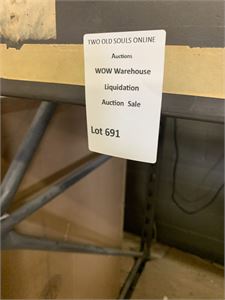 TWO OLD SOULS ONLINE
Auctions
WOW Warehouse
Liquidation
Auction Sale
Lot 691